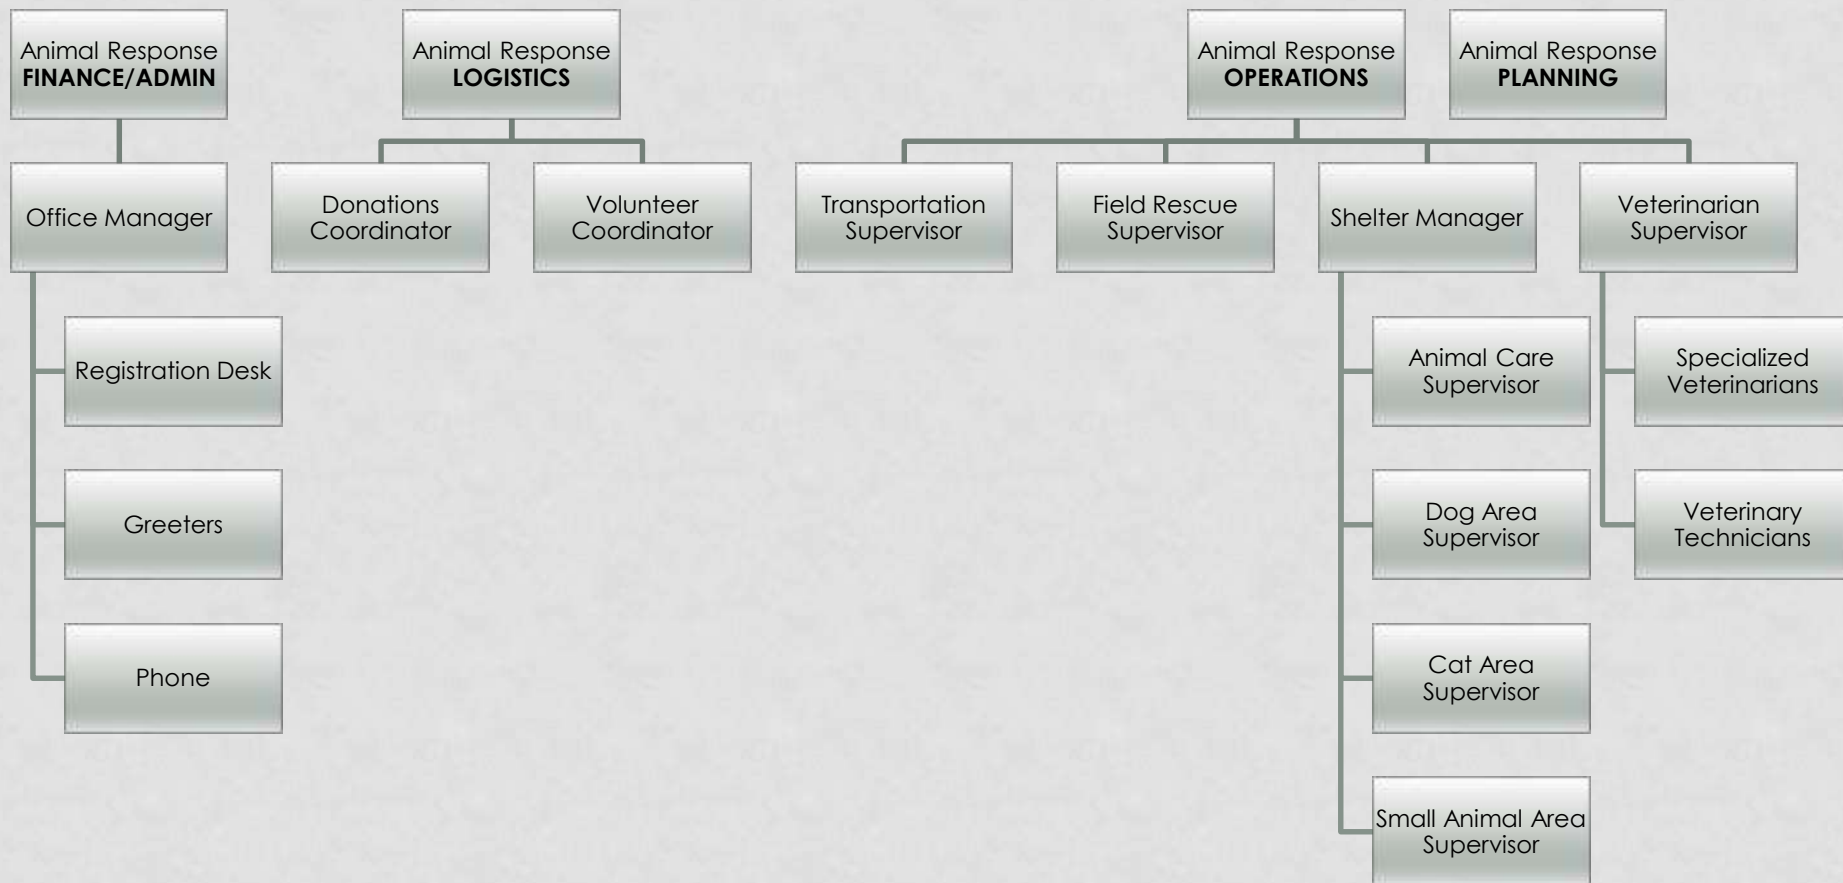 Animal Response
FINANCE/ADMIN
Animal Response
LOGISTICS
Animal Response
OPERATIONS
Animal Response
PLANNING
Office Manager
Donations
Coordinator
Volunteer
Coordinator
Transportation
Supervisor
Field Rescue
Supervisor
Shelter Manager
Veterinarian
Supervisor
Registration Desk
Animal Care
Supervisor
Specialized
Veterinarians
Greeters
Dog Area
Supervisor
Veterinary
Technicians
Phone
Cat Area
Supervisor
Small Animal Area
Supervisor